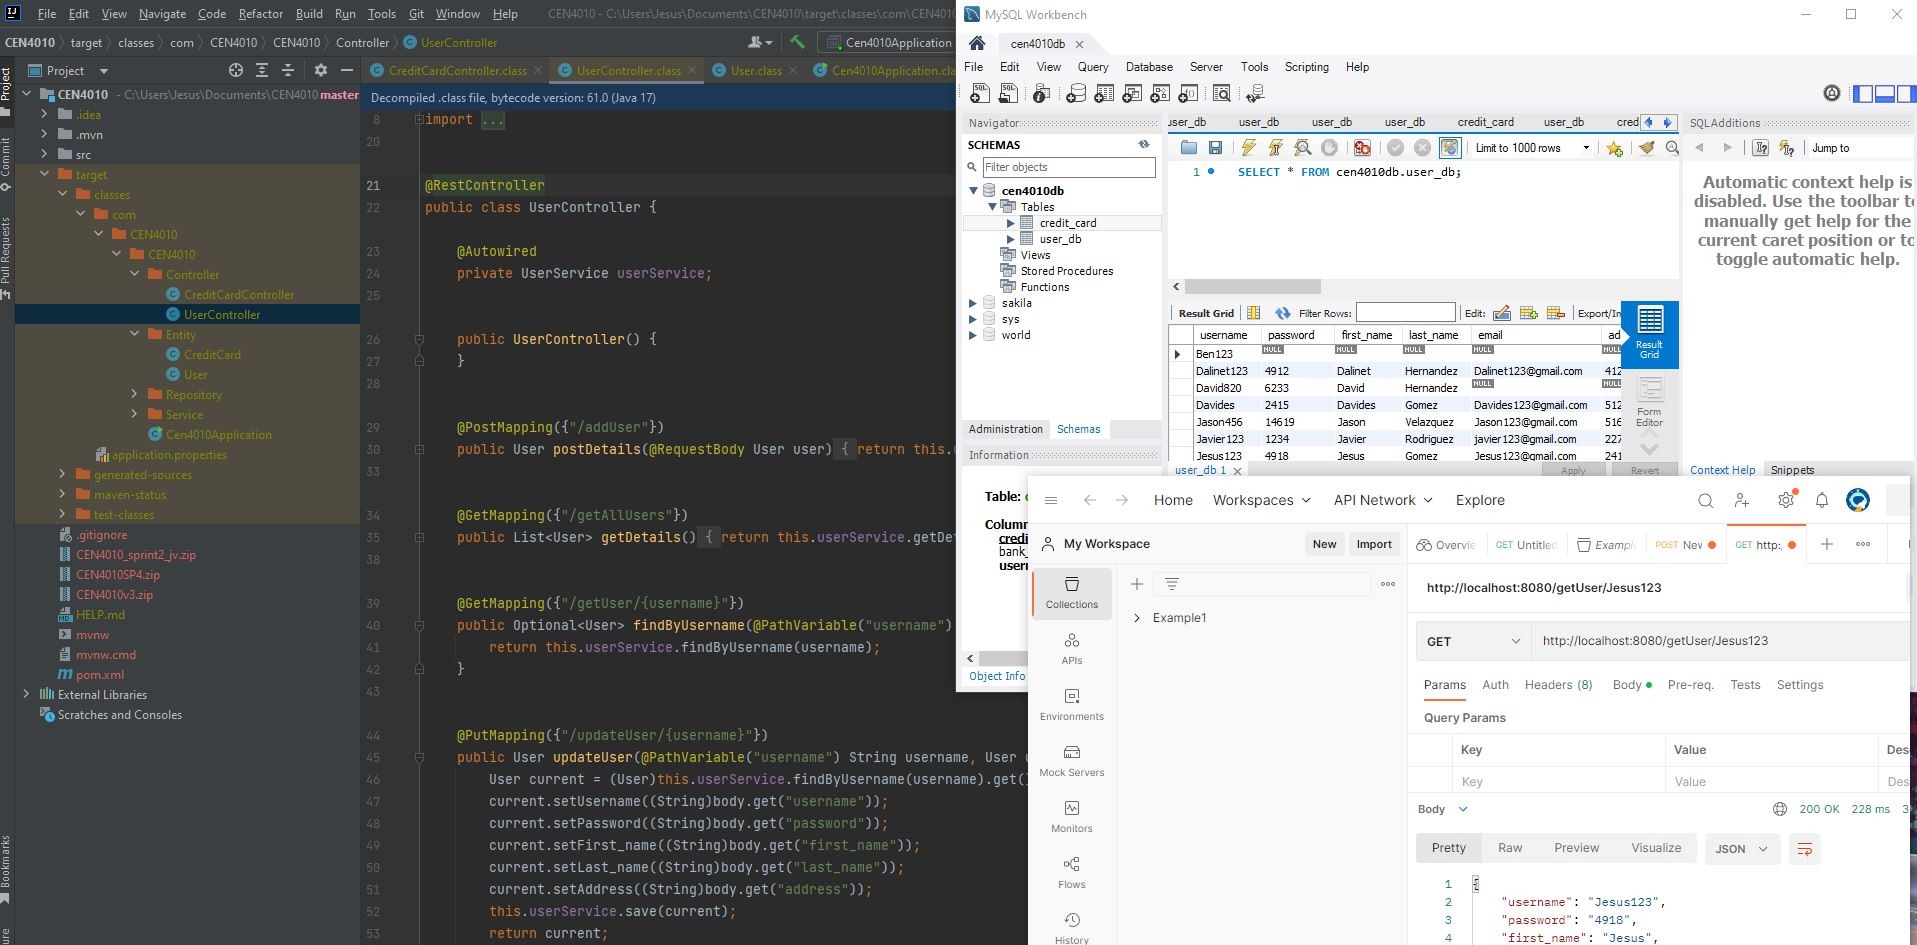 File Edit View Navigate Code Refactor Build Run Tools Git Window Help CEN4010 - C:\Users\Jesus\Documents\CEN4010\target\classes\com\CEN401
CEN4010 target classes com CEN4010 CEN4010 Controller UserController Cen4010Application
Project
CreditCardController.class UserController.class User.class Cen4010Application.cla
Decompiled .class file, bytecode version: 61.0 (Java 17)
Project
Commit
Pull Requests
Bookmarks
CEN4010 - C:\Users\Jesus\Documents\CEN4010 master
.idea
.mvn
src
target
classes
com
CEN4010
CEN4010
Controller
CreditCardController
UserController
Entity
CreditCard
User
Repository
Service
Cen4010Application
application.properties
generated-sources
maven-status
test-classes
.gitignore
CEN4010_sprint2_jv.zip
CEN4010SP4.zip
CEN4010v3.zip
HELP.md
mvnw
mvnw.cmd
pom.xml
External Libraries
Scratches and Consoles
8 import ...
20
21 @RestController
22 public class UserController {
23 @Autowired
24 private UserService userService;
25
26 public UserController() {
27 }
28
29 @PostMapping({"/addUser"})
30 public User postDetails(@RequestBody User user) { return this.
33
34 @GetMapping({"/getAllUsers"})
35 public List<User> getDetails() { return this.userService.getDe
38
39 @GetMapping({"/getUser/{username}"})
40 public Optional<User> findByUsername(@PathVariable("username")
41 return this.userService.findByUsername(username);
42 }
43
44 @PutMapping({"/updateUser/{username}"})
45 public User updateUser(@PathVariable("username") String username, User
46 User current = (User)this.userService.findByUsername(username).get(
47 current.setUsername((String)body.get("username"));
48 current.setPassword((String)body.get("password"));
49 current.setFirst_name((String)body.get("first_name"));
50 current.setLast_name((String)body.get("last_name"));
51 current.setAddress((String)body.get("address"));
52 this.userService.save(current);
53 return current;
MySQL Workbench
cen4010db
File Edit View Query Database Server Tools Scripting Help
Navigator
SCHEMAS
Filter objects
cen4010db
Tables
credit_card
user_db
Views
Stored Procedures
Functions
sakila
sys
world
Administration Schemas
Information
Table:
Column
bank_
usern
Object Info
user_db user_db user_db user_db credit_card user_db cred
Limit to 1000 rows
1 SELECT * FROM cen4010db.user_db;
Result Grid Filter Rows: Edit: Export/Im
username password first_name last_name email ad
Ben123 NULL NULL NULL NULL NULL
Dalinet123 4912 Dalinet Hernandez Dalinet123@gmail.com 412
David820 6233 David Hernandez NULL NULL
Davides 2415 Davides Gomez Davides123@gmail.com 512
Jason456 14619 Jason Velazquez Jason123@gmail.com 516
Javier123 1234 Javier Rodriguez javier123@gmail.com 227
Jesus123 4918 Jesus Gomez Jesus123@gmail.com 241
Result Grid
Form Editor
user_db 1 Apply Revert
SQLAdditions
Jump to
Automatic context help is
disabled. Use the toolbar to
manually get help for the
current caret position or to
toggle automatic help.
Context Help Snippets
Home Workspaces API Network Explore
My Workspace New Import
Overvie GET Untitlec Example POST New GET http:,
Collections
APIs
Environments
Mock Servers
Monitors
Flows
History
Example1
http://localhost:8080/getUser/Jesus123
GET http://localhost:8080/getUser/Jesus123
Params Auth Headers (8) Body Pre-req. Tests Settings
Query Params
Key Value Des
Key Value Des
Body 200 OK 228 ms
Pretty Raw Preview Visualize JSON
1 {
2 "username": "Jesus123",
3 "password": "4918",
4 "first_name": "Jesus",